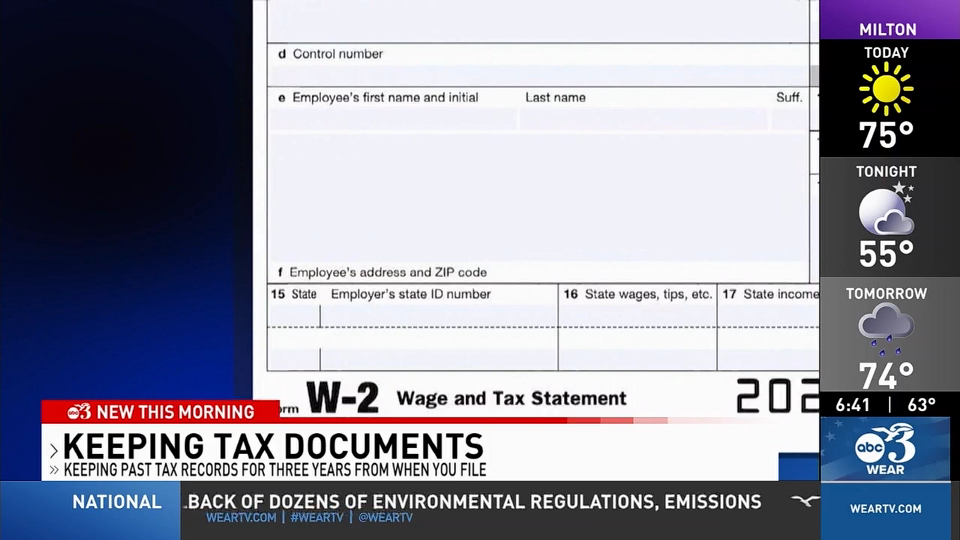 d Control number
e Employee's first name and initial Last name Suff.
f Employee's address and ZIP code
15 State Employer's state ID number 16 State wages, tips, etc. 17 State income
W-2 Wage and Tax Statement 202
abc 3 NEW THIS MORNING
KEEPING TAX DOCUMENTS
KEEPING PAST TAX RECORDS FOR THREE YEARS FROM WHEN YOU FILE
NATIONAL
BACK OF DOZENS OF ENVIRONMENTAL REGULATIONS, EMISSIONS
WEARTV.COM | #WEARTV | @WEARTV
MILTON
TODAY
75°
TONIGHT
55°
TOMORROW
74°
6:41 | 63°
abc 3
WEAR
WEARTV.COM